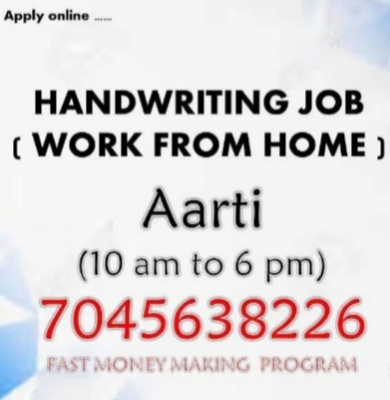 Apply online ......
HANDWRITING JOB
( WORK FROM HOME )
Aarti
(10 am to 6 pm)
7045638226
FAST MONEY MAKING PROGRAM